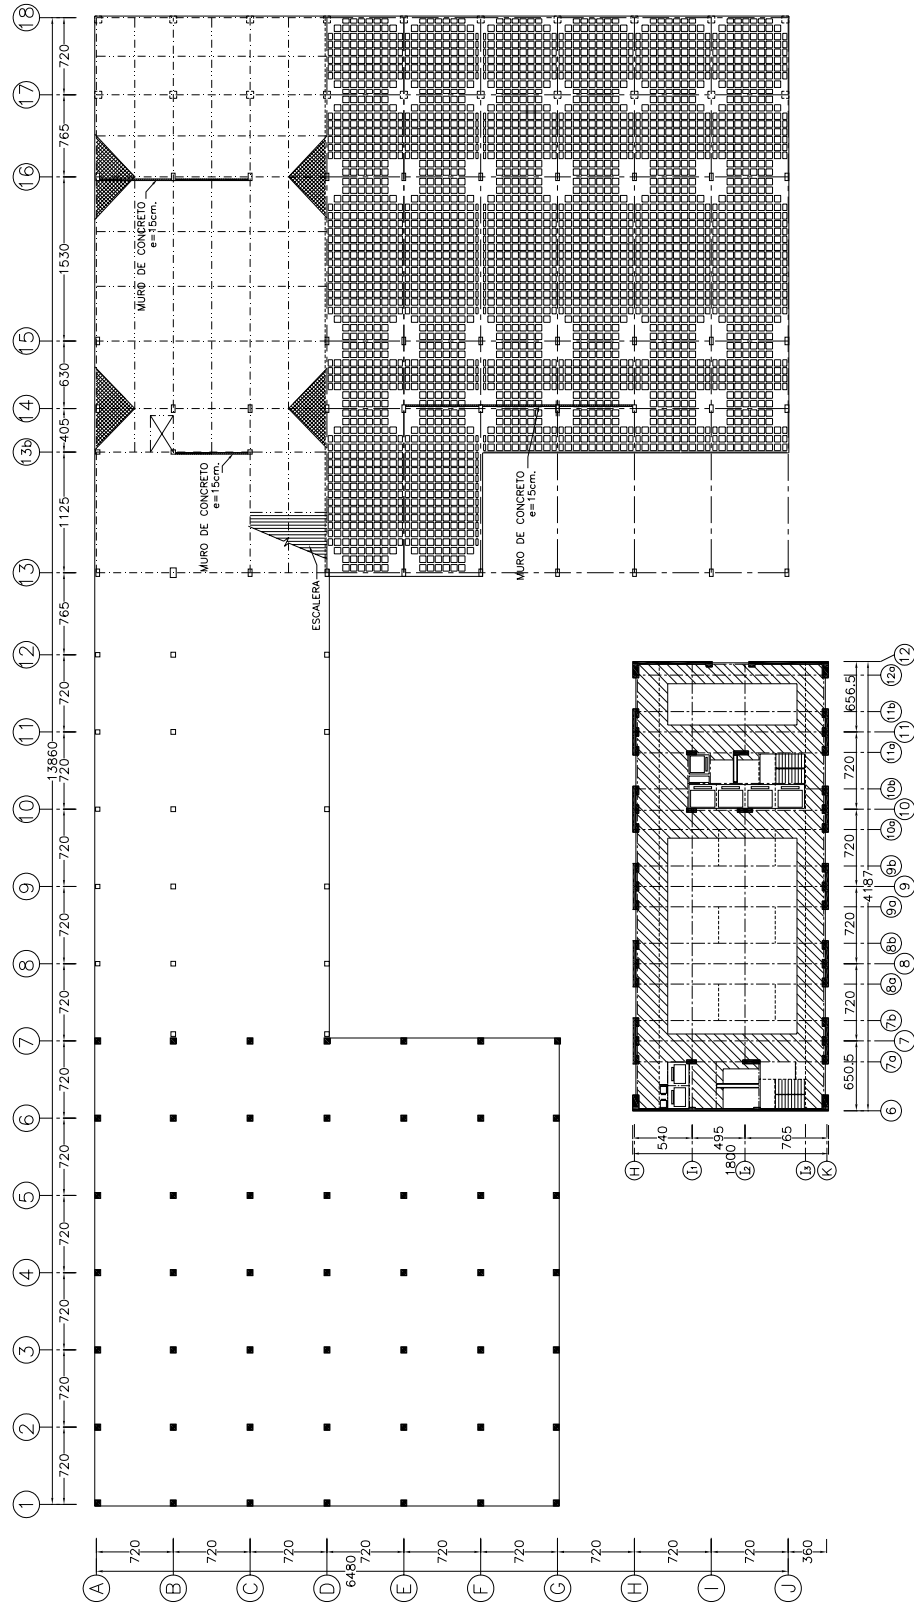 18
720
17
765
16
1530
15
630
14
405
13b
1125
13
765
12
720
11
13860
720
10
720
9
720
8
720
7
720
6
720
5
720
4
720
3
720
2
720
1
MURO DE CONCRETO
e=15cm.
MURO DE CONCRETO
e=15cm.
MURO DE CONCRETO
e=15cm.
ESCALERA
A
720
B
720
C
720
D
6480
720
E
720
F
720
G
720
H
720
I
720
J
360
12
12a
656.5
11b
11
11a
720
10b
10
10a
720
9b
9
4187
9a
720
8b
8
8a
720
7b
7
7a
650.5
6
H
540
I1
495
1800
I2
765
I3
K